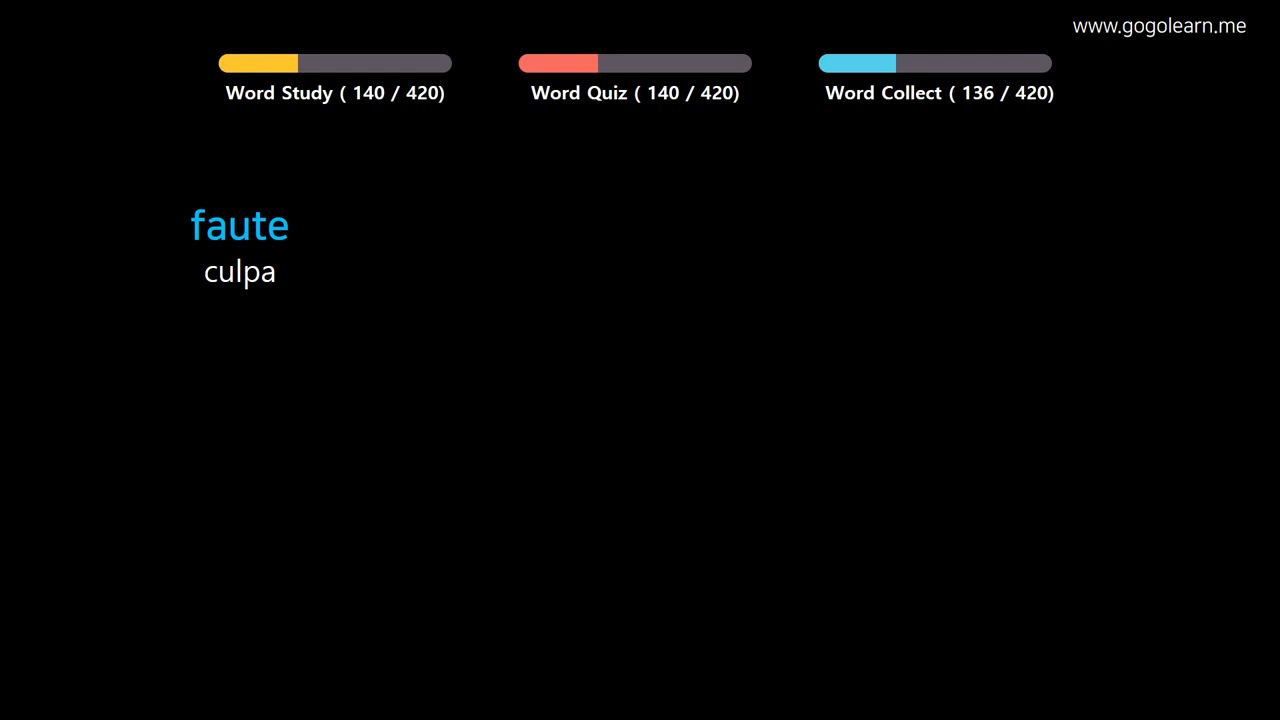 www.gogolearn.me
Word Study ( 140 / 420)
Word Quiz ( 140 / 420)
Word Collect ( 136 / 420)
faute
culpa